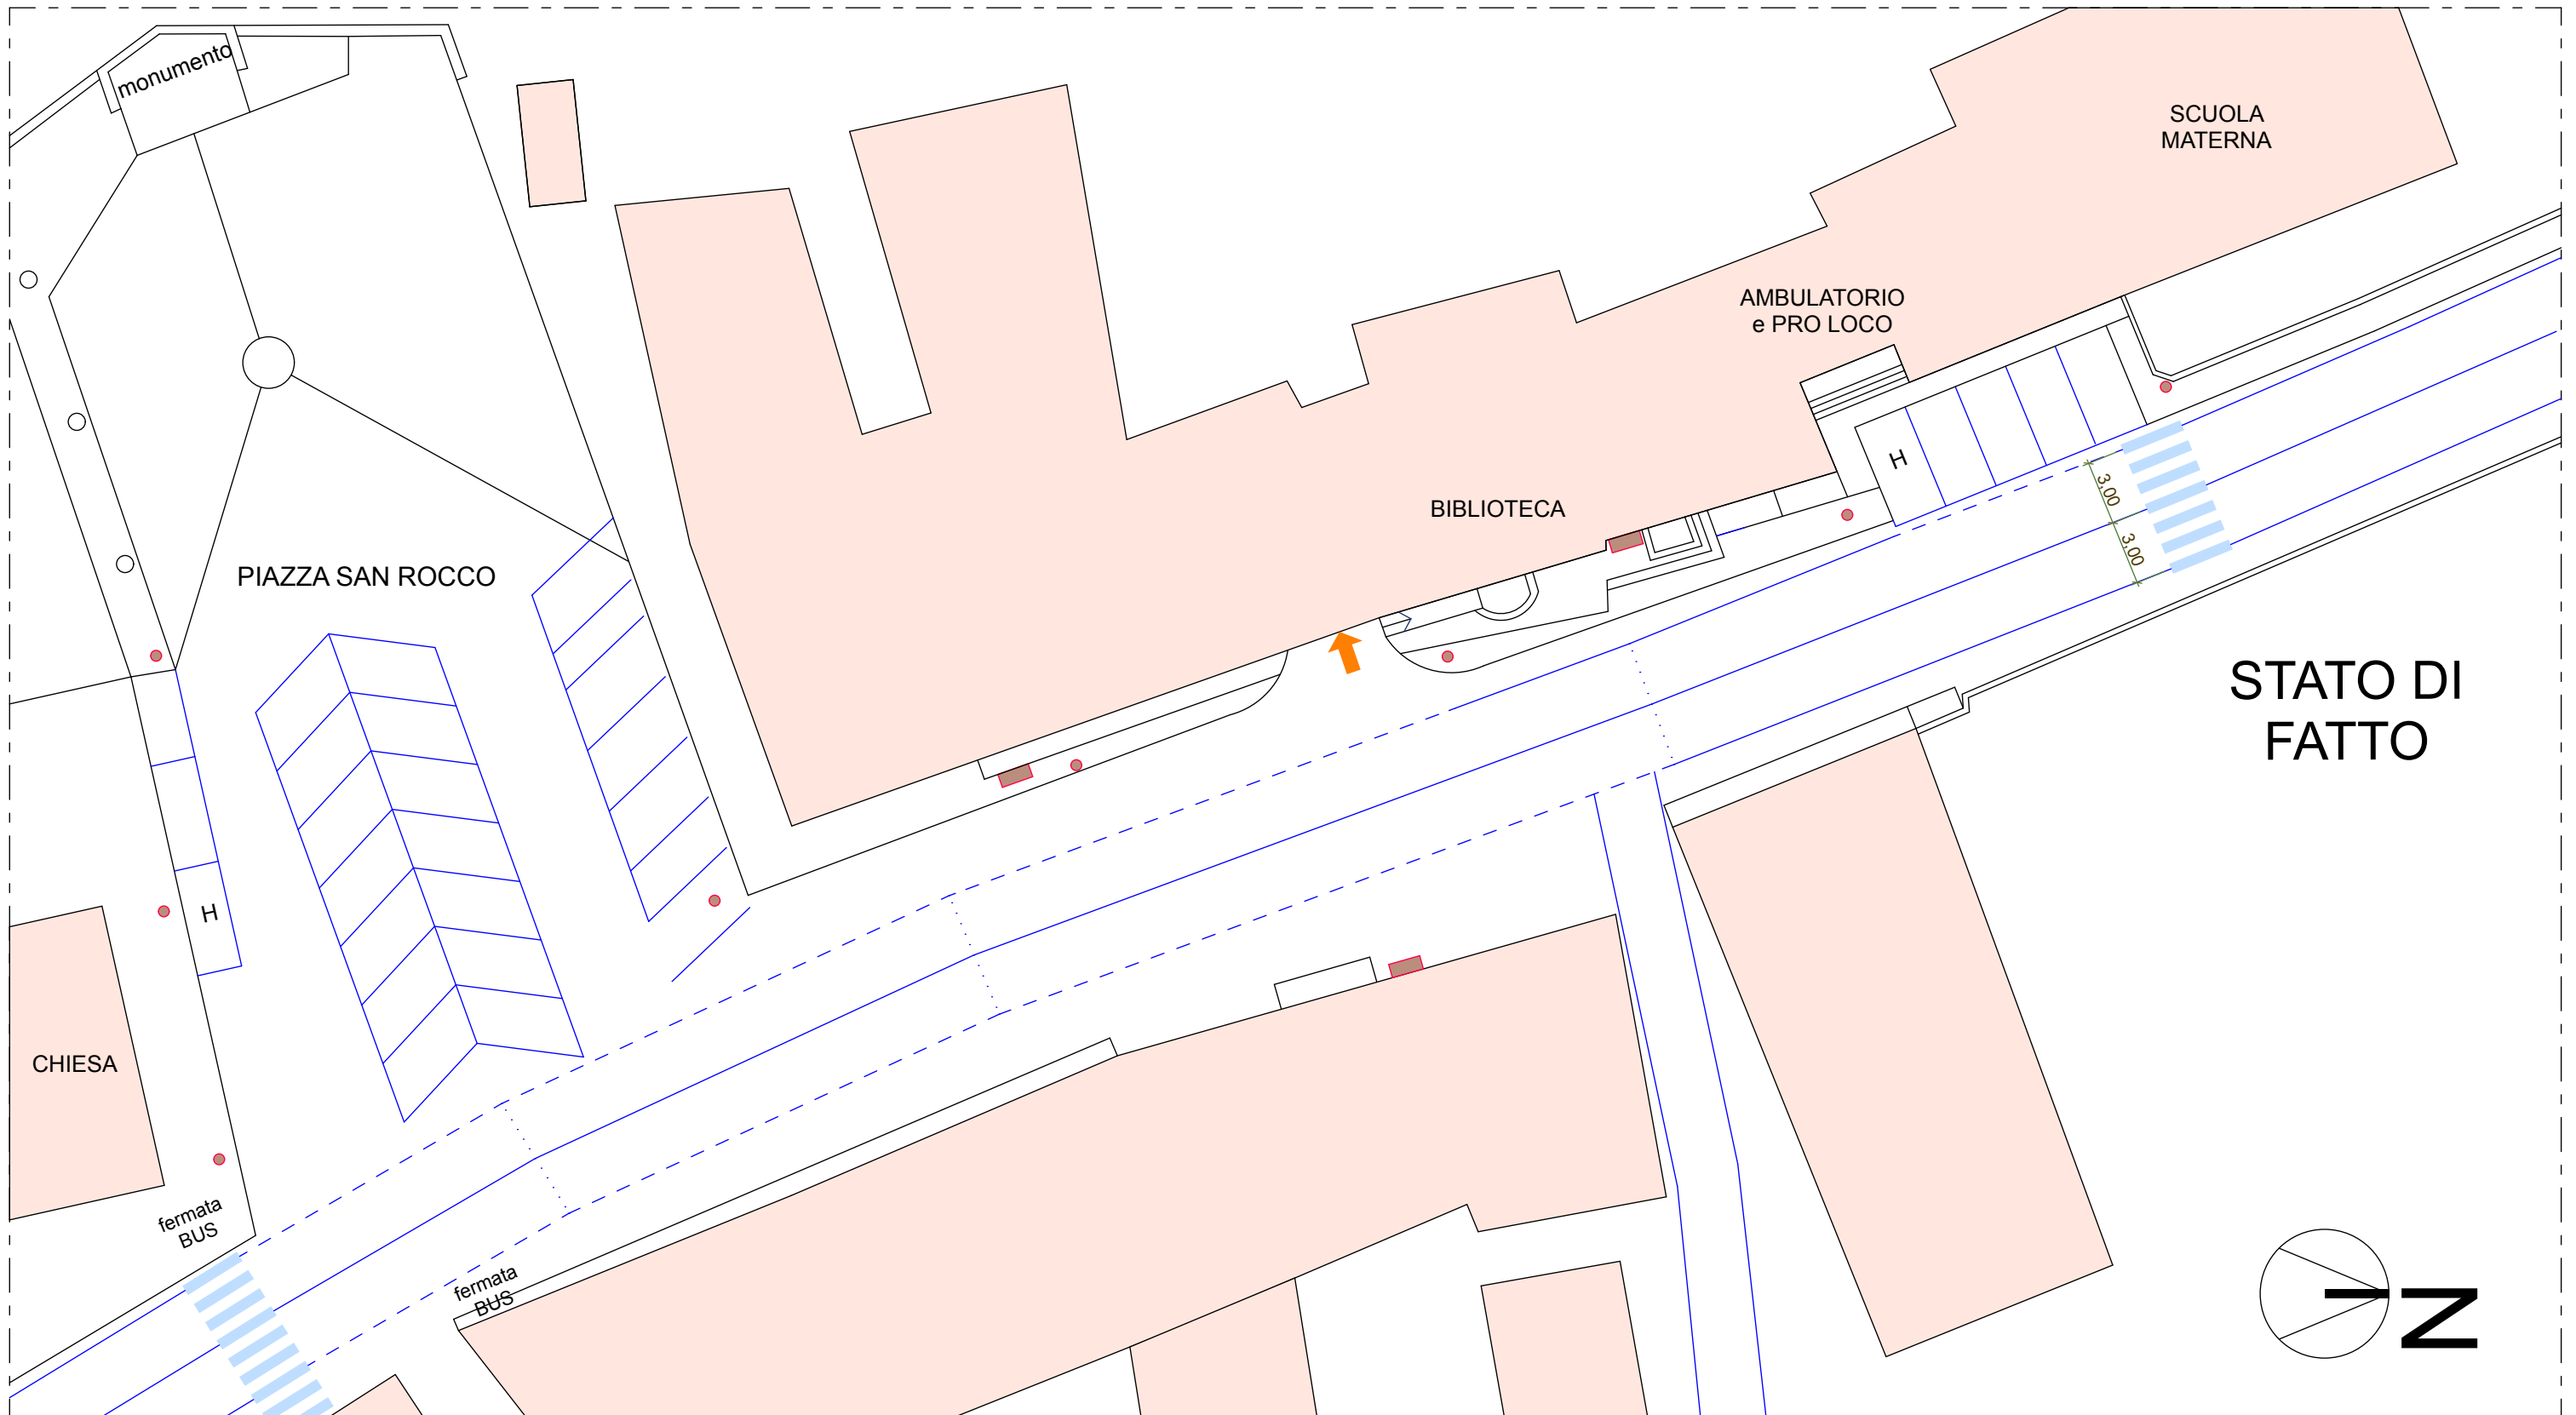 monumento
SCUOLA
MATERNA
AMBULATORIO
e PRO LOCO
H
3,00
3,00
BIBLIOTECA
PIAZZA SAN ROCCO
STATO DI
FATTO
H
CHIESA
fermata
BUS
fermata
BUS
N